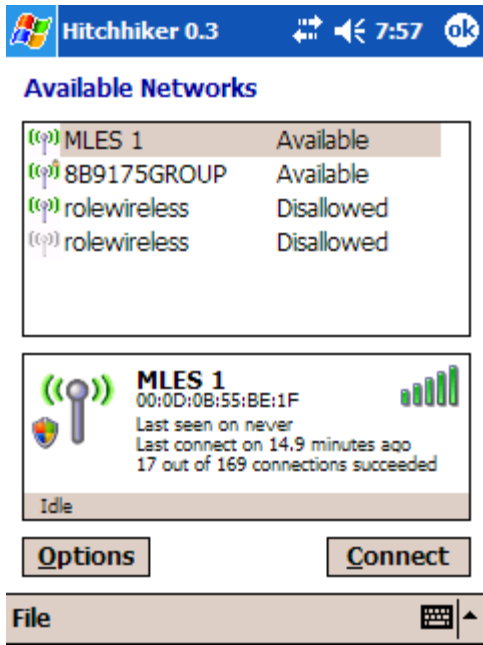 Hitchhiker 0.3 7:57 ok
Available Networks
MLES 1 Available
8B9175GROUP Available
rolewireless Disallowed
rolewireless Disallowed
MLES 1
00:0D:0B:55:BE:1F
Last seen on never
Last connect on 14.9 minutes ago
17 out of 169 connections succeeded
Idle
Options Connect
File